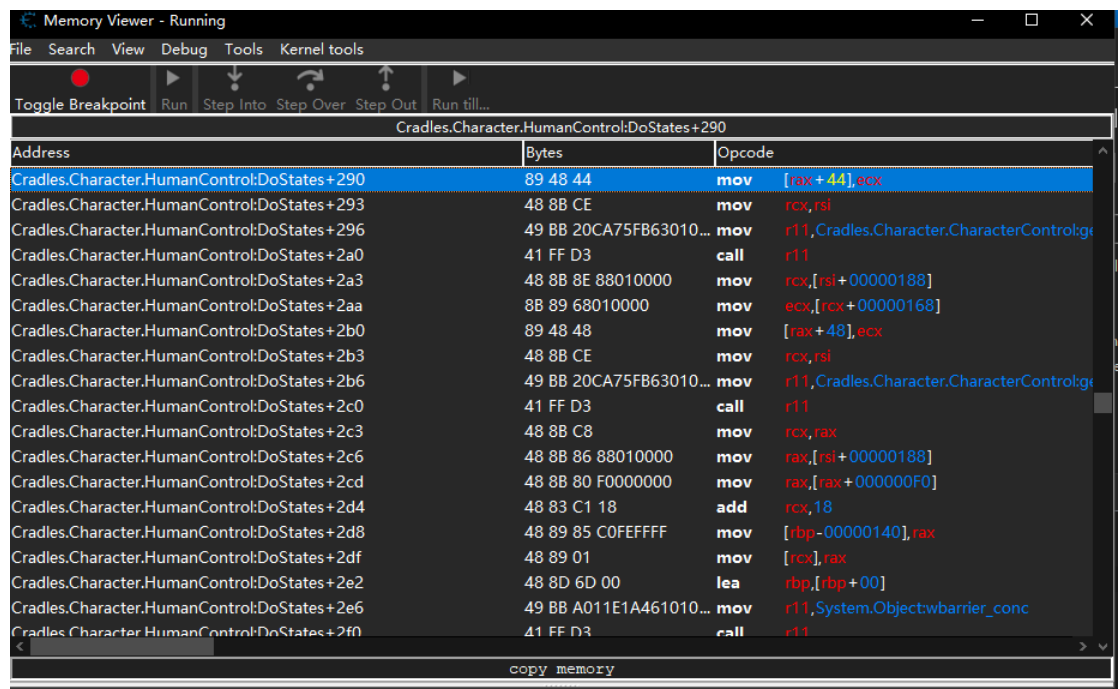 Memory Viewer - Running
File Search View Debug Tools Kernel tools
Toggle Breakpoint Run Step Into Step Over Step Out Run till...
Cradles.Character.HumanControl:DoStates+290
Address Bytes Opcode
Cradles.Character.HumanControl:DoStates+290 89 48 44 mov [rax+44],ecx
Cradles.Character.HumanControl:DoStates+293 48 8B CE mov rcx,rsi
Cradles.Character.HumanControl:DoStates+296 49 BB 20CA75FB63010... mov r11,Cradles.Character.CharacterControl:ge
Cradles.Character.HumanControl:DoStates+2a0 41 FF D3 call r11
Cradles.Character.HumanControl:DoStates+2a3 48 8B 8E 88010000 mov rcx,[rsi+00000188]
Cradles.Character.HumanControl:DoStates+2aa 8B 89 68010000 mov ecx,[rcx+00000168]
Cradles.Character.HumanControl:DoStates+2b0 89 48 48 mov [rax+48],ecx
Cradles.Character.HumanControl:DoStates+2b3 48 8B CE mov rcx,rsi
Cradles.Character.HumanControl:DoStates+2b6 49 BB 20CA75FB63010... mov r11,Cradles.Character.CharacterControl:ge
Cradles.Character.HumanControl:DoStates+2c0 41 FF D3 call r11
Cradles.Character.HumanControl:DoStates+2c3 48 8B C8 mov rcx,rax
Cradles.Character.HumanControl:DoStates+2c6 48 8B 86 88010000 mov rax,[rsi+00000188]
Cradles.Character.HumanControl:DoStates+2cd 48 8B 80 F0000000 mov rax,[rax+000000F0]
Cradles.Character.HumanControl:DoStates+2d4 48 83 C1 18 add rcx,18
Cradles.Character.HumanControl:DoStates+2d8 48 89 85 C0FEFFFF mov [rbp-00000140],rax
Cradles.Character.HumanControl:DoStates+2df 48 89 01 mov [rcx],rax
Cradles.Character.HumanControl:DoStates+2e2 48 8D 6D 00 lea rbp,[rbp+00]
Cradles.Character.HumanControl:DoStates+2e6 49 BB A011E1A461010... mov r11,System.Object:wbarrier_conc
Cradles.Character.HumanControl:DoStates+2f0 41 FF D3 call r11
copy memory